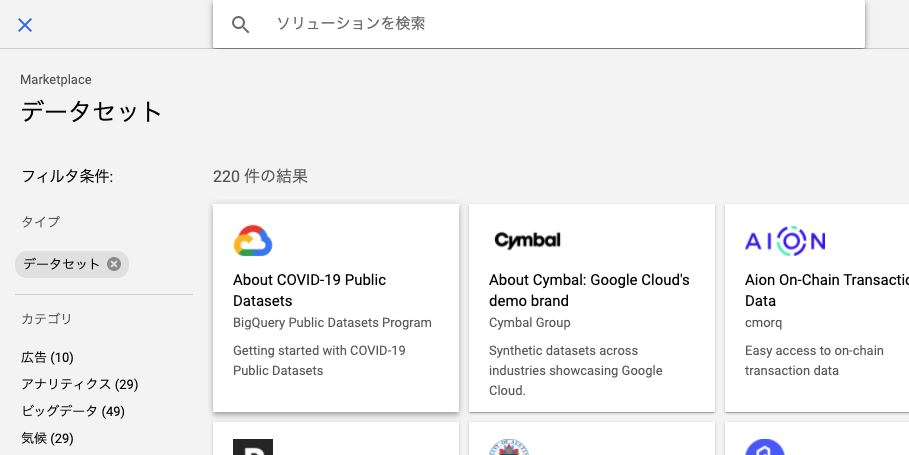 ソリューションを検索
Marketplace
データセット
フィルタ条件:
タイプ
データセット
カテゴリ
広告 (10)
アナリティクス (29)
ビッグデータ (49)
気候 (29)
220 件の結果
About COVID-19 Public
Datasets
BigQuery Public Datasets Program
Getting started with COVID-19
Public Datasets
Cymbal
About Cymbal: Google Cloud's
demo brand
Cymbal Group
Synthetic datasets across
industries showcasing Google
Cloud.
AION
Aion On-Chain
Data
cmorq
Easy access to on-chain
transaction data